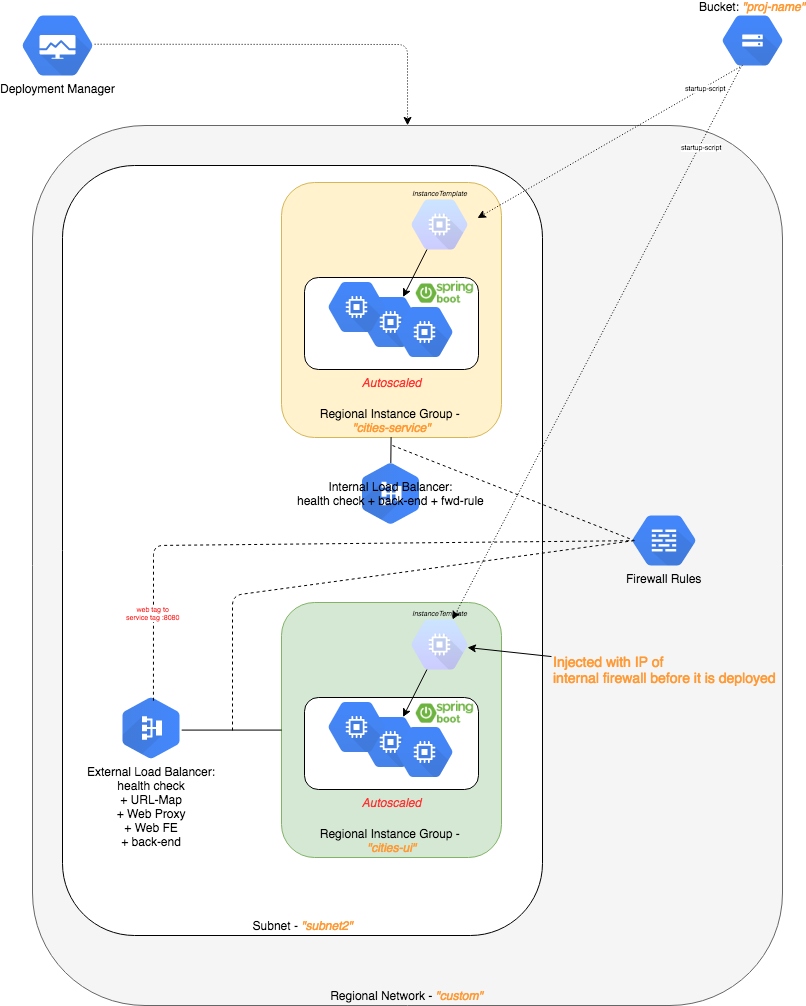 Bucket: "proj-name"
Deployment Manager
startup-script
startup-script
InstanceTemplate
spring
boot
Autoscaled
Regional Instance Group -
"cities-service"
Internal Load Balancer:
health check + back-end + fwd-rule
Firewall Rules
web tag to
service tag :8080
InstanceTemplate
Injected with IP of
internal firewall before it is deployed
spring
boot
External Load Balancer:
health check
+ URL-Map
+ Web Proxy
+ Web FE
+ back-end
Autoscaled
Regional Instance Group -
"cities-ui"
Subnet - "subnet2"
Regional Network - "custom"